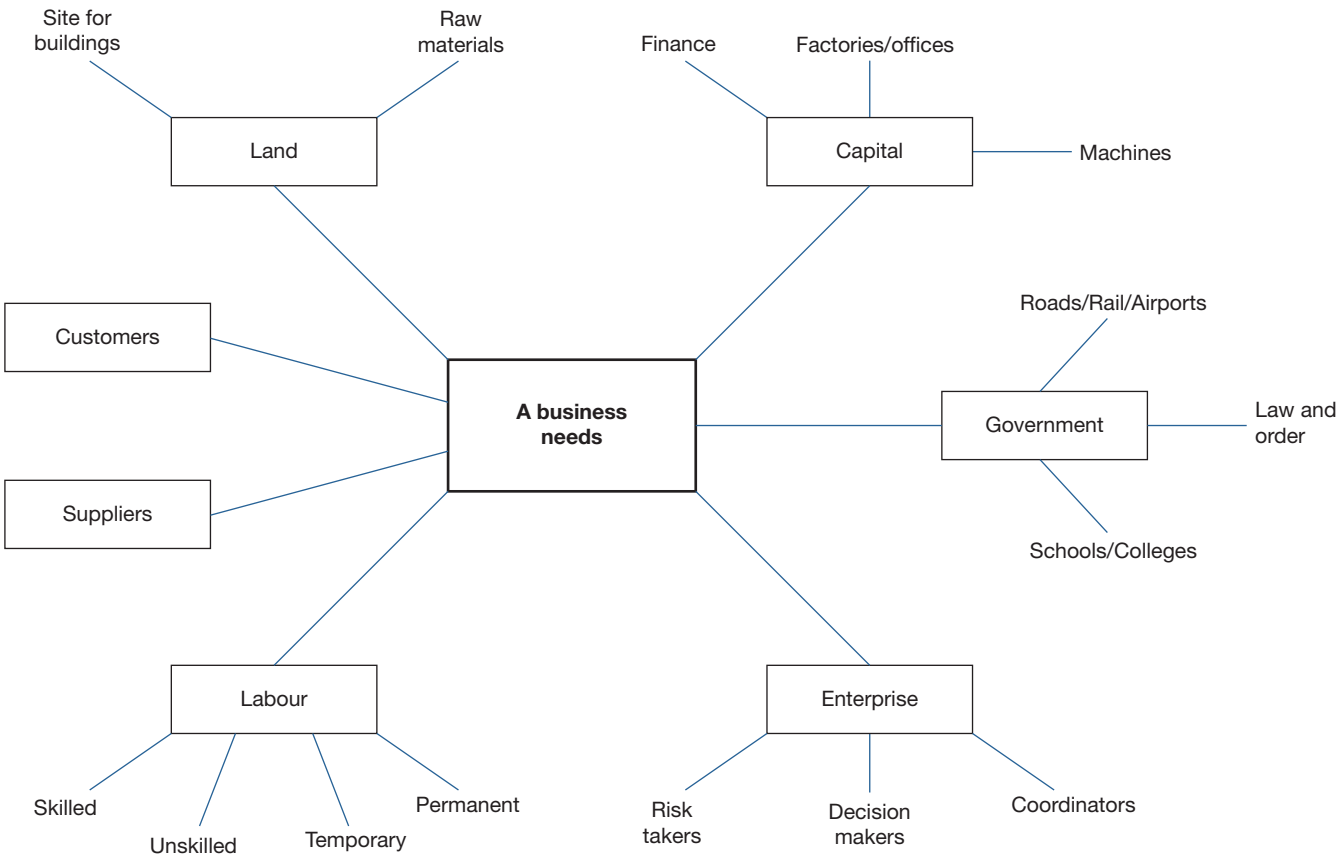 Site for
buildings
Raw
materials
Finance
Factories/offices
Land
Capital
Machines
Customers
Roads/Rail/Airports
A business
needs
Government
Law and
order
Suppliers
Schools/Colleges
Labour
Enterprise
Skilled
Unskilled
Temporary
Permanent
Risk
takers
Decision
makers
Coordinators